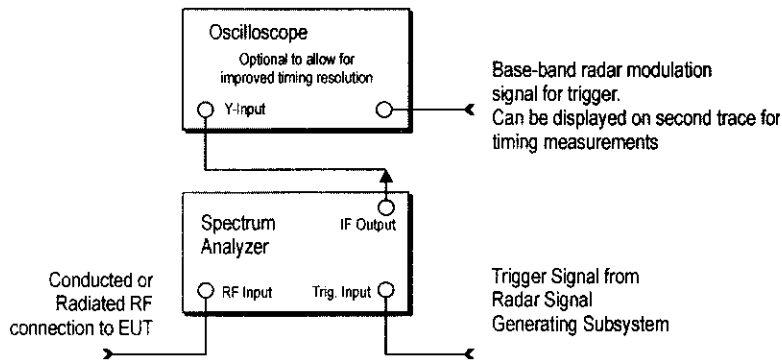 Oscilloscope
Optional to allow for
improved timing resolution
Y-Input
Base-band radar modulation
signal for trigger.
Can be displayed on second trace for
timing measurements
Spectrum
Analyzer
IF Output
RF Input
Trig. Input
Conducted or
Radiated RF
connection to EUT
Trigger Signal from
Radar Signal
Generating Subsystem